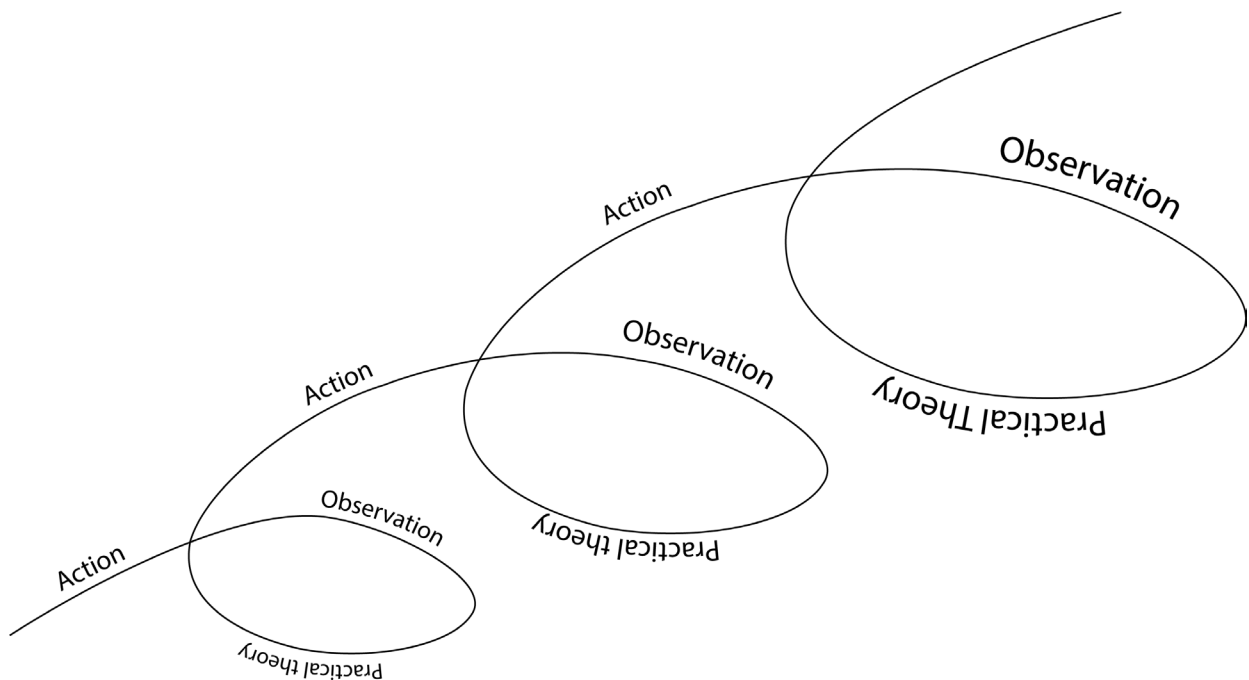 Action
Observation
Practical theory
Action
Observation
Practical theory
Action
Observation
Practical Theory